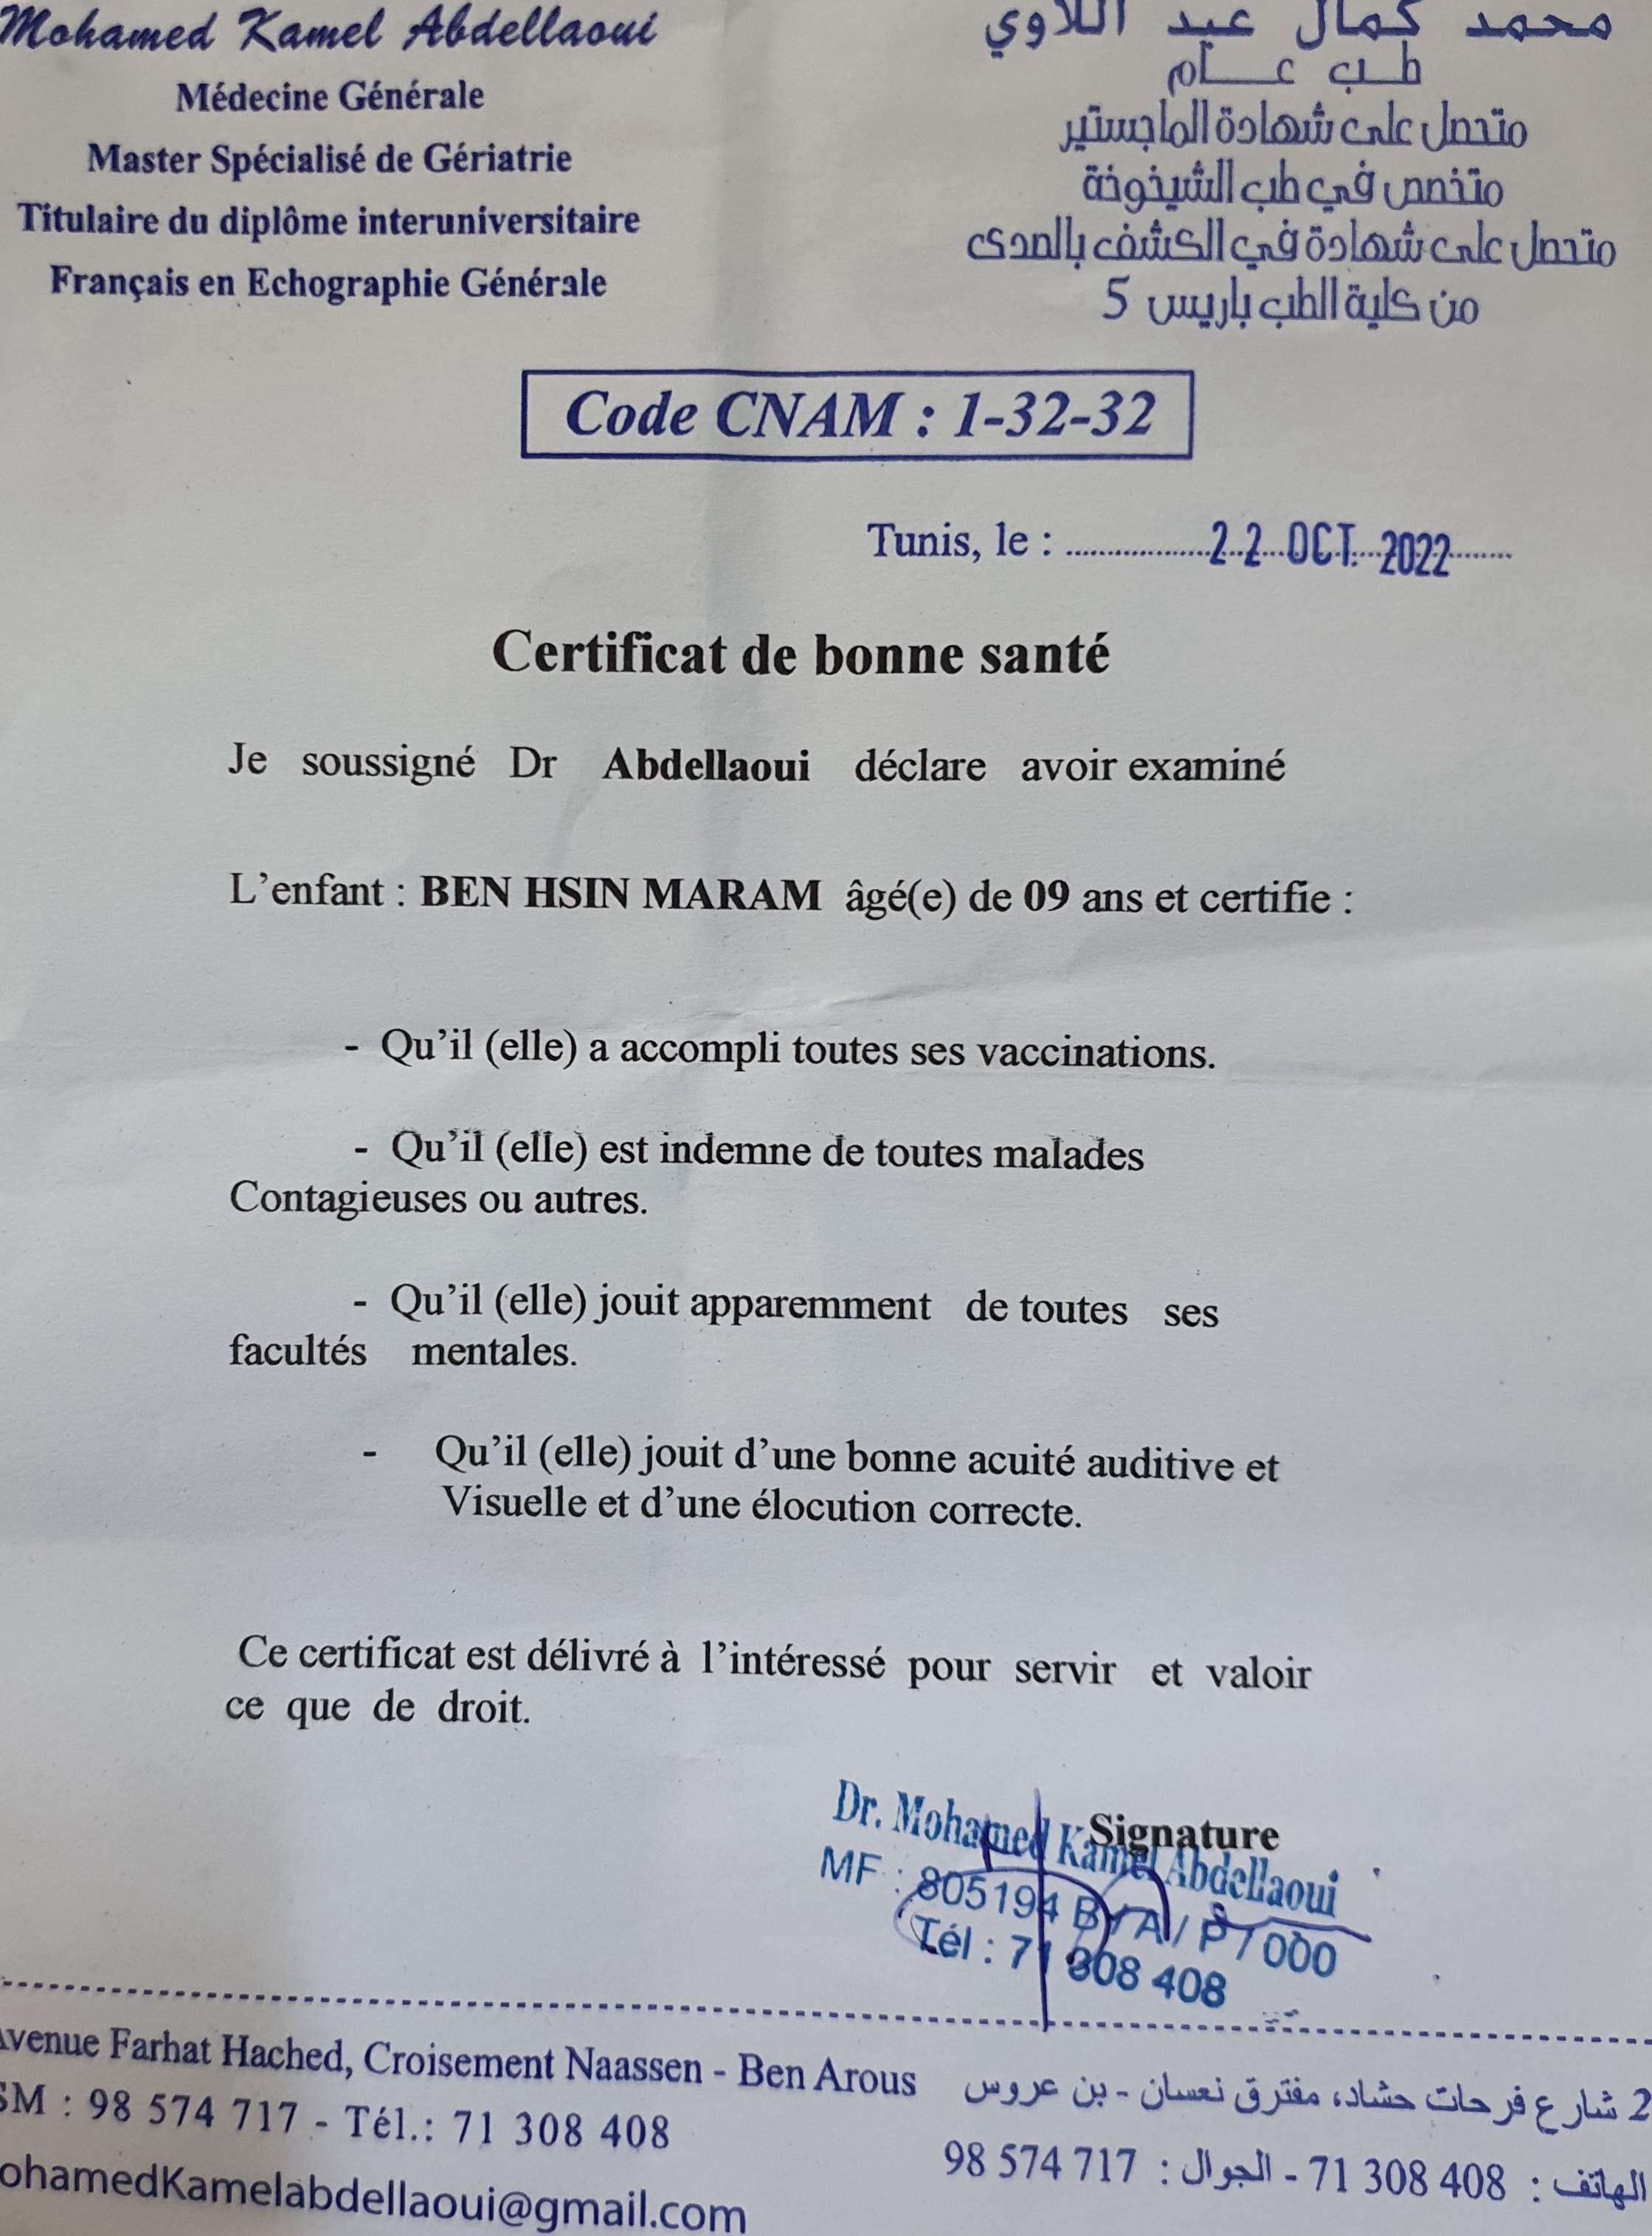 Mohamed Kamel Abdellaoui
Médecine Générale
Master Spécialisé de Gériatrie
Titulaire du diplôme interuniversitaire
Français en Echographie Générale
محمد كمال عبد اللاوي
طب عام
متحصل على شهادة الماجستير
متخصص في طب الشيخوخة
متحصل على شهادة في الكشف بالصدى
من كلية الطب باريس 5
Code CNAM : 1-32-32
Tunis, le : 22 OCT. 2022
Certificat de bonne santé
Je soussigné Dr Abdellaoui déclare avoir examiné
L’enfant : BEN HSIN MARAM âgé(e) de 09 ans et certifie :
- Qu’il (elle) a accompli toutes ses vaccinations.
- Qu’il (elle) est indemne de toutes malades
Contagieuses ou autres.
- Qu’il (elle) jouit apparemment de toutes ses
facultés mentales.
- Qu’il (elle) jouit d’une bonne acuité auditive et
Visuelle et d’une élocution correcte.
Ce certificat est délivré à l’intéressé pour servir et valoir
ce que de droit.
Signature
Dr. Mohamed Kamel Abdellaoui
MF : 805194 B / A / P / 000
Tél : 71 308 408
Avenue Farhat Hached, Croisement Naassen - Ben Arous
SM : 98 574 717 - Tél.: 71 308 408
ohamedKamelabdellaoui@gmail.com
2 شارع فرحات حشاد، مفترق نعسان - بن عروس
الهاتف : 71 308 408 - الجوال : 98 574 717